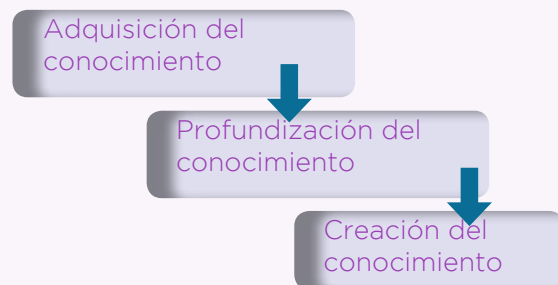 Adquisición del
conocimiento
Profundización del
conocimiento
Creación del
conocimiento